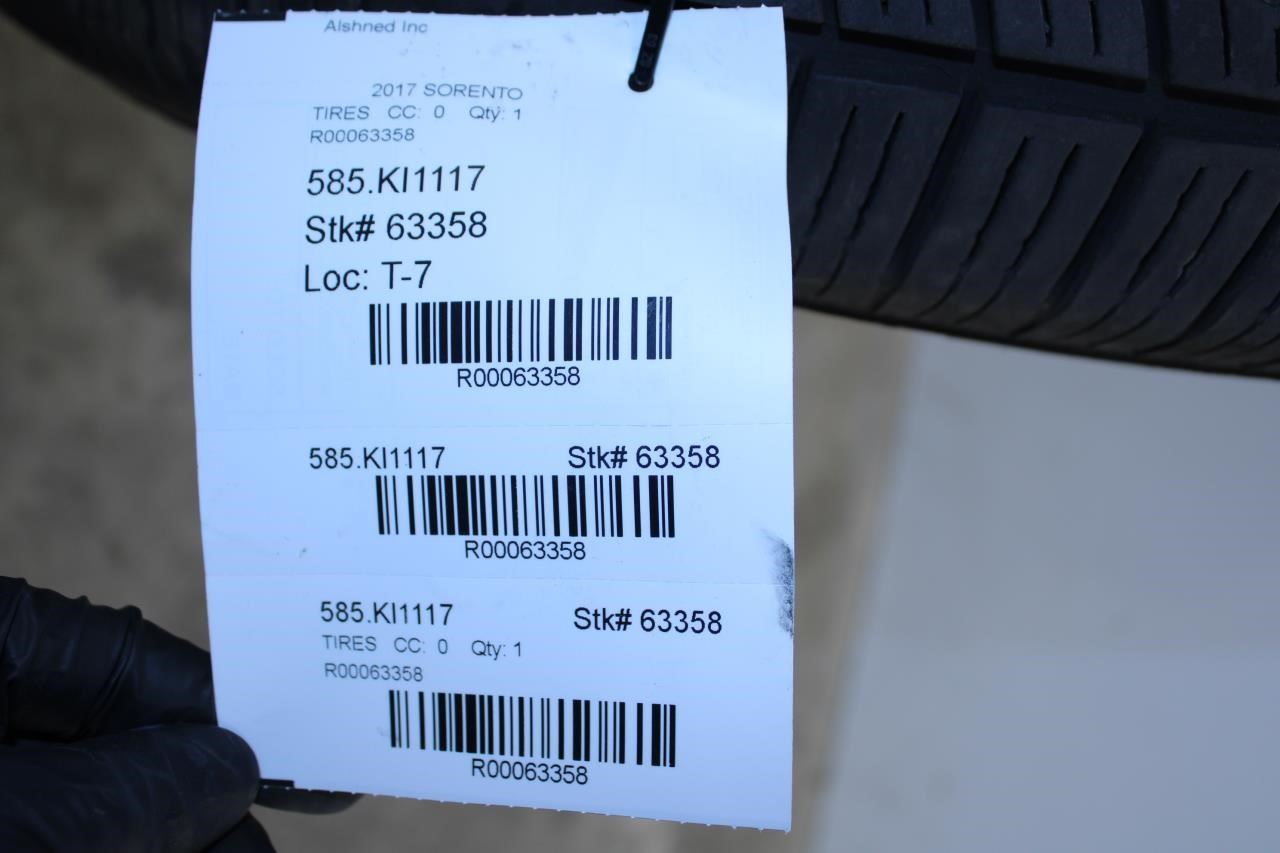 Alshned Inc
2017 SORENTO
TIRES CC: 0 Qty: 1
R00063358
585.KI1117
Stk# 63358
Loc: T-7
R00063358
585.KI1117 Stk# 63358
R00063358
585.KI1117 Stk# 63358
TIRES CC: 0 Qty: 1
R00063358
R00063358